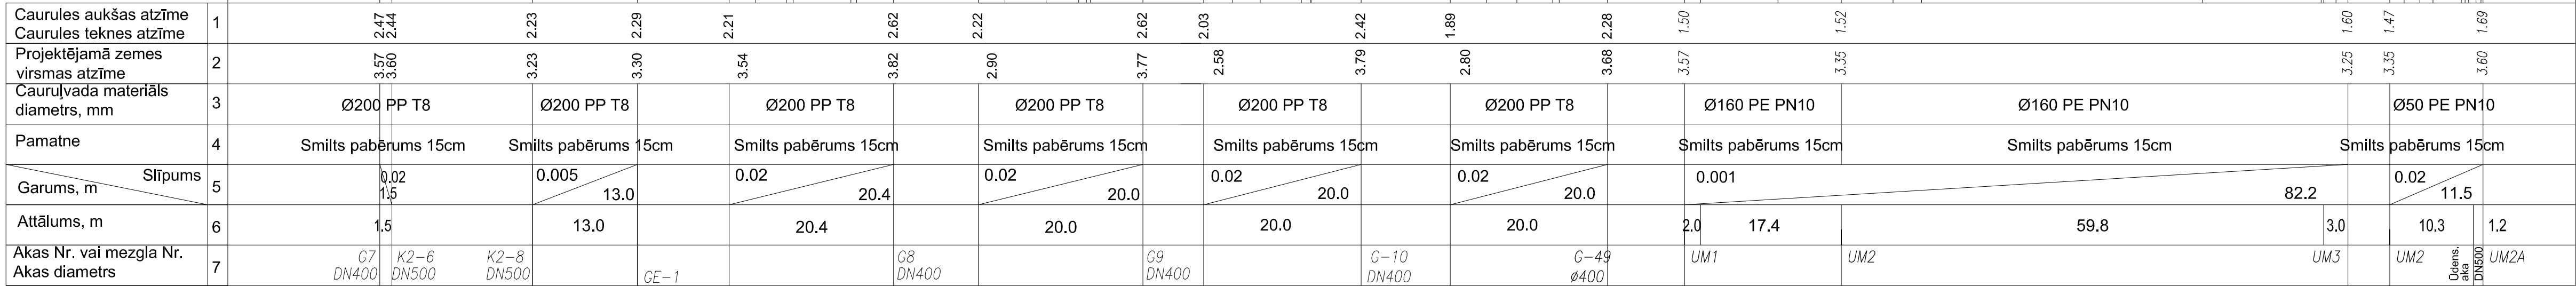 Caurules aukšas atzīme
Caurules teknes atzīme
1
2.47 2.44 2.23 2.29 2.21 2.62 2.22 2.62 2.03 2.42 1.89 2.28 1.50 1.52 1.60 1.47 1.69
Projektējamā zemes
virsmas atzīme
2
3.57 3.60 3.23 3.30 3.54 3.82 2.90 3.77 2.58 3.79 2.80 3.68 3.57 3.35 3.25 3.35 3.60
Cauruļvada materiāls
diametrs, mm
3
Ø200 PP T8 Ø200 PP T8 Ø200 PP T8 Ø200 PP T8 Ø200 PP T8 Ø200 PP T8 Ø160 PE PN10 Ø160 PE PN10 Ø50 PE PN10
Pamatne
4
Smilts pabērums 15cm Smilts pabērums 15cm Smilts pabērums 15cm Smilts pabērums 15cm Smilts pabērums 15cm Smilts pabērums 15cm Smilts pabērums 15cm Smilts pabērums 15cm Smilts pabērums 15cm
Slīpums
Garums, m
5
0.02 0.005 0.02 0.02 0.02 0.02 0.001 0.02
1.5 13.0 20.4 20.0 20.0 20.0 82.2 11.5
Attālums, m
6
1.5 13.0 20.4 20.0 20.0 20.0 2.0 17.4 59.8 3.0 10.3 1.2
Akas Nr. vai mezgla Nr.
Akas diametrs
7
G7
DN400
K2-6
DN500
K2-8
DN500
GE-1
G8
DN400
G9
DN400
G-10
DN400
G-49
ø400
UM1
UM2
UM3
UM2
Ūdens.
aka
DN500
UM2A